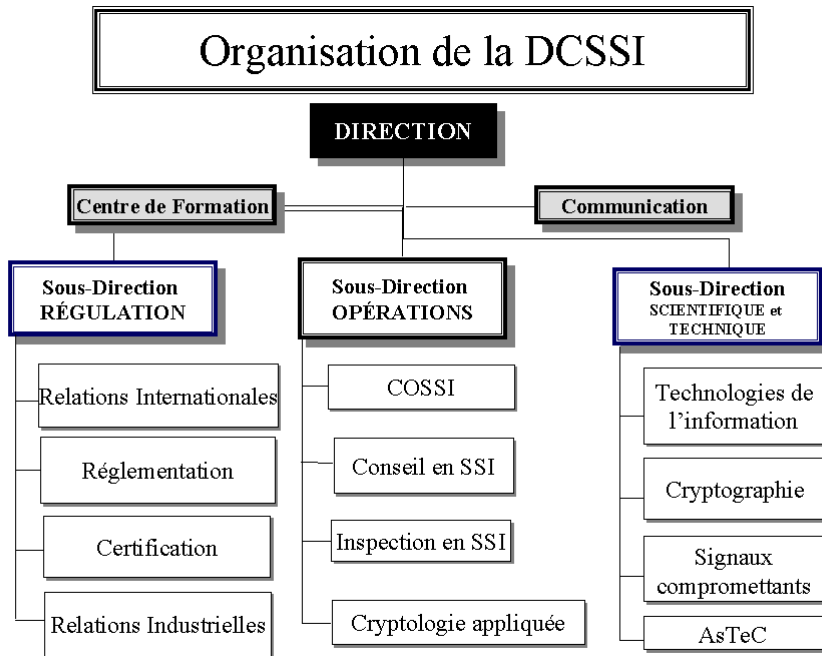 Organisation de la DCSSI
DIRECTION
Centre de Formation
Communication
Sous-Direction
RÉGULATION
Relations Internationales
Réglementation
Certification
Relations Industrielles
Sous-Direction
OPÉRATIONS
COSSI
Conseil en SSI
Inspection en SSI
Cryptologie appliquée
Sous-Direction
SCIENTIFIQUE et
TECHNIQUE
Technologies de
l’information
Cryptographie
Signaux
compromettants
AsTeC